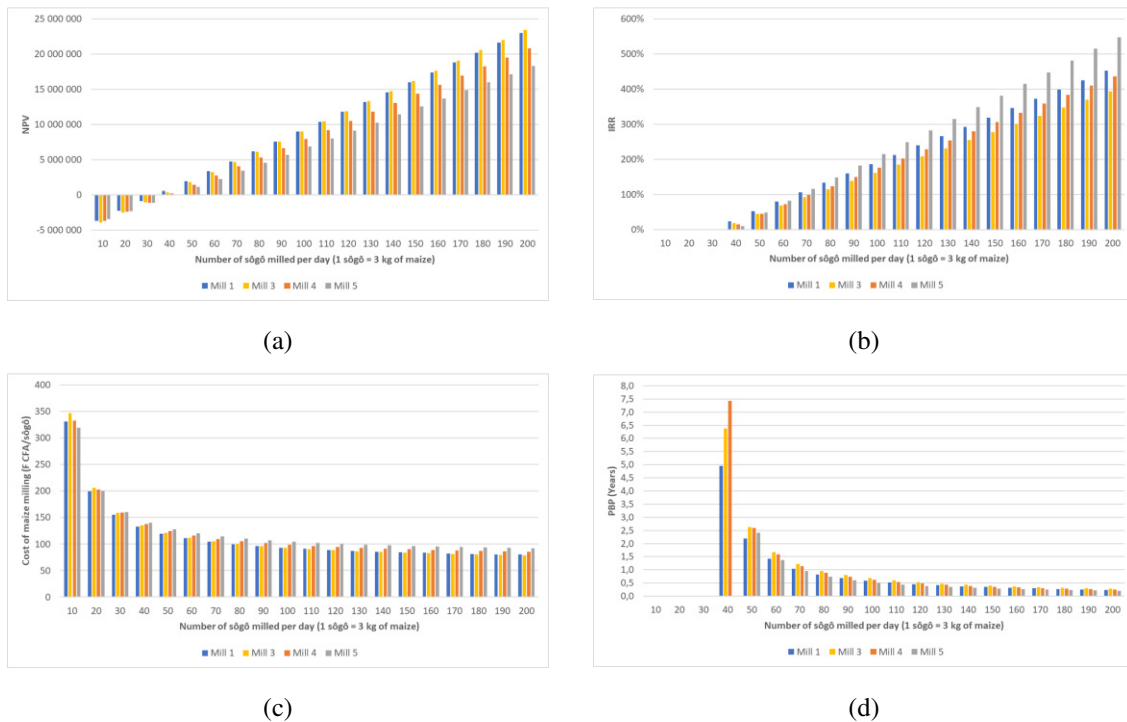 25 000 000
20 000 000
15 000 000
10 000 000
5 000 000
0
-5 000 000
NPV
10 20 30 40 50 60 70 80 90 100 110 120 130 140 150 160 170 180 190 200
Number of sôgô milled per day (1 sôgô = 3 kg of maize)
Mill 1 Mill 3 Mill 4 Mill 5
(a)
600%
500%
400%
300%
200%
100%
0%
IRR
10 20 30 40 50 60 70 80 90 100 110 120 130 140 150 160 170 180 190 200
Number of sôgô milled per day (1 sôgô = 3 kg of maize)
Mill 1 Mill 3 Mill 4 Mill 5
(b)
400
350
300
250
200
150
100
50
0
Cost of maize milling (F CFA/sôgô)
10 20 30 40 50 60 70 80 90 100 110 120 130 140 150 160 170 180 190 200
Number of sôgô milled per day (1 sôgô = 3 kg of maize)
Mill 1 Mill 3 Mill 4 Mill 5
(c)
8,0
7,5
7,0
6,5
6,0
5,5
5,0
4,5
4,0
3,5
3,0
2,5
2,0
1,5
1,0
0,5
0,0
PBP (Years)
10 20 30 40 50 60 70 80 90 100 110 120 130 140 150 160 170 180 190 200
Number of sôgô milled per day (1 sôgô = 3 kg of maize)
Mill 1 Mill 3 Mill 4 Mill 5
(d)